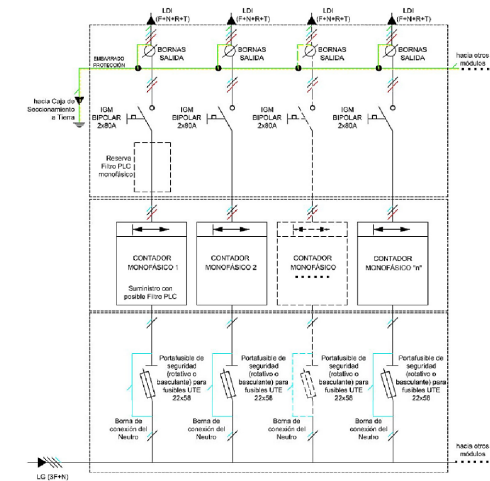 LDI LDI LDI LDI
(F+N+R+T) (F+N+R+T) (F+N+R+T) (F+N+R+T)
BORNAS BORNAS BORNAS BORNAS
SALIDA SALIDA SALIDA SALIDA
EMBARRADO
PROTECCIÓN
hacia otros
módulos
hacia Caja de
Seccionamiento
a Tierra
IGM IGM IGM IGM
BIPOLAR BIPOLAR BIPOLAR BIPOLAR
2x80A 2x80A 2x80A 2x80A
Reserva
Filtro PLC
monofásico
CONTADOR CONTADOR CONTADOR CONTADOR
MONOFÁSICO 1 MONOFÁSICO 2 MONOFÁSICO MONOFÁSICO "n"
Suministro con
posible Filtro PLC
Portafusible de Portafusible de Portafusible de Portafusible de
seguridad seguridad seguridad seguridad
(rotativo o (rotativo o (rotativo o (rotativo o
basculante) para basculante) para basculante) para basculante) para
fusibles UTE fusibles UTE fusibles UTE fusibles UTE
22x58 22x58 22x58 22x58
Borna de Borna de Borna de Borna de
conexión del conexión del conexión del conexión del
Neutro Neutro Neutro Neutro
hacia otros
módulos
LG (3F+N)